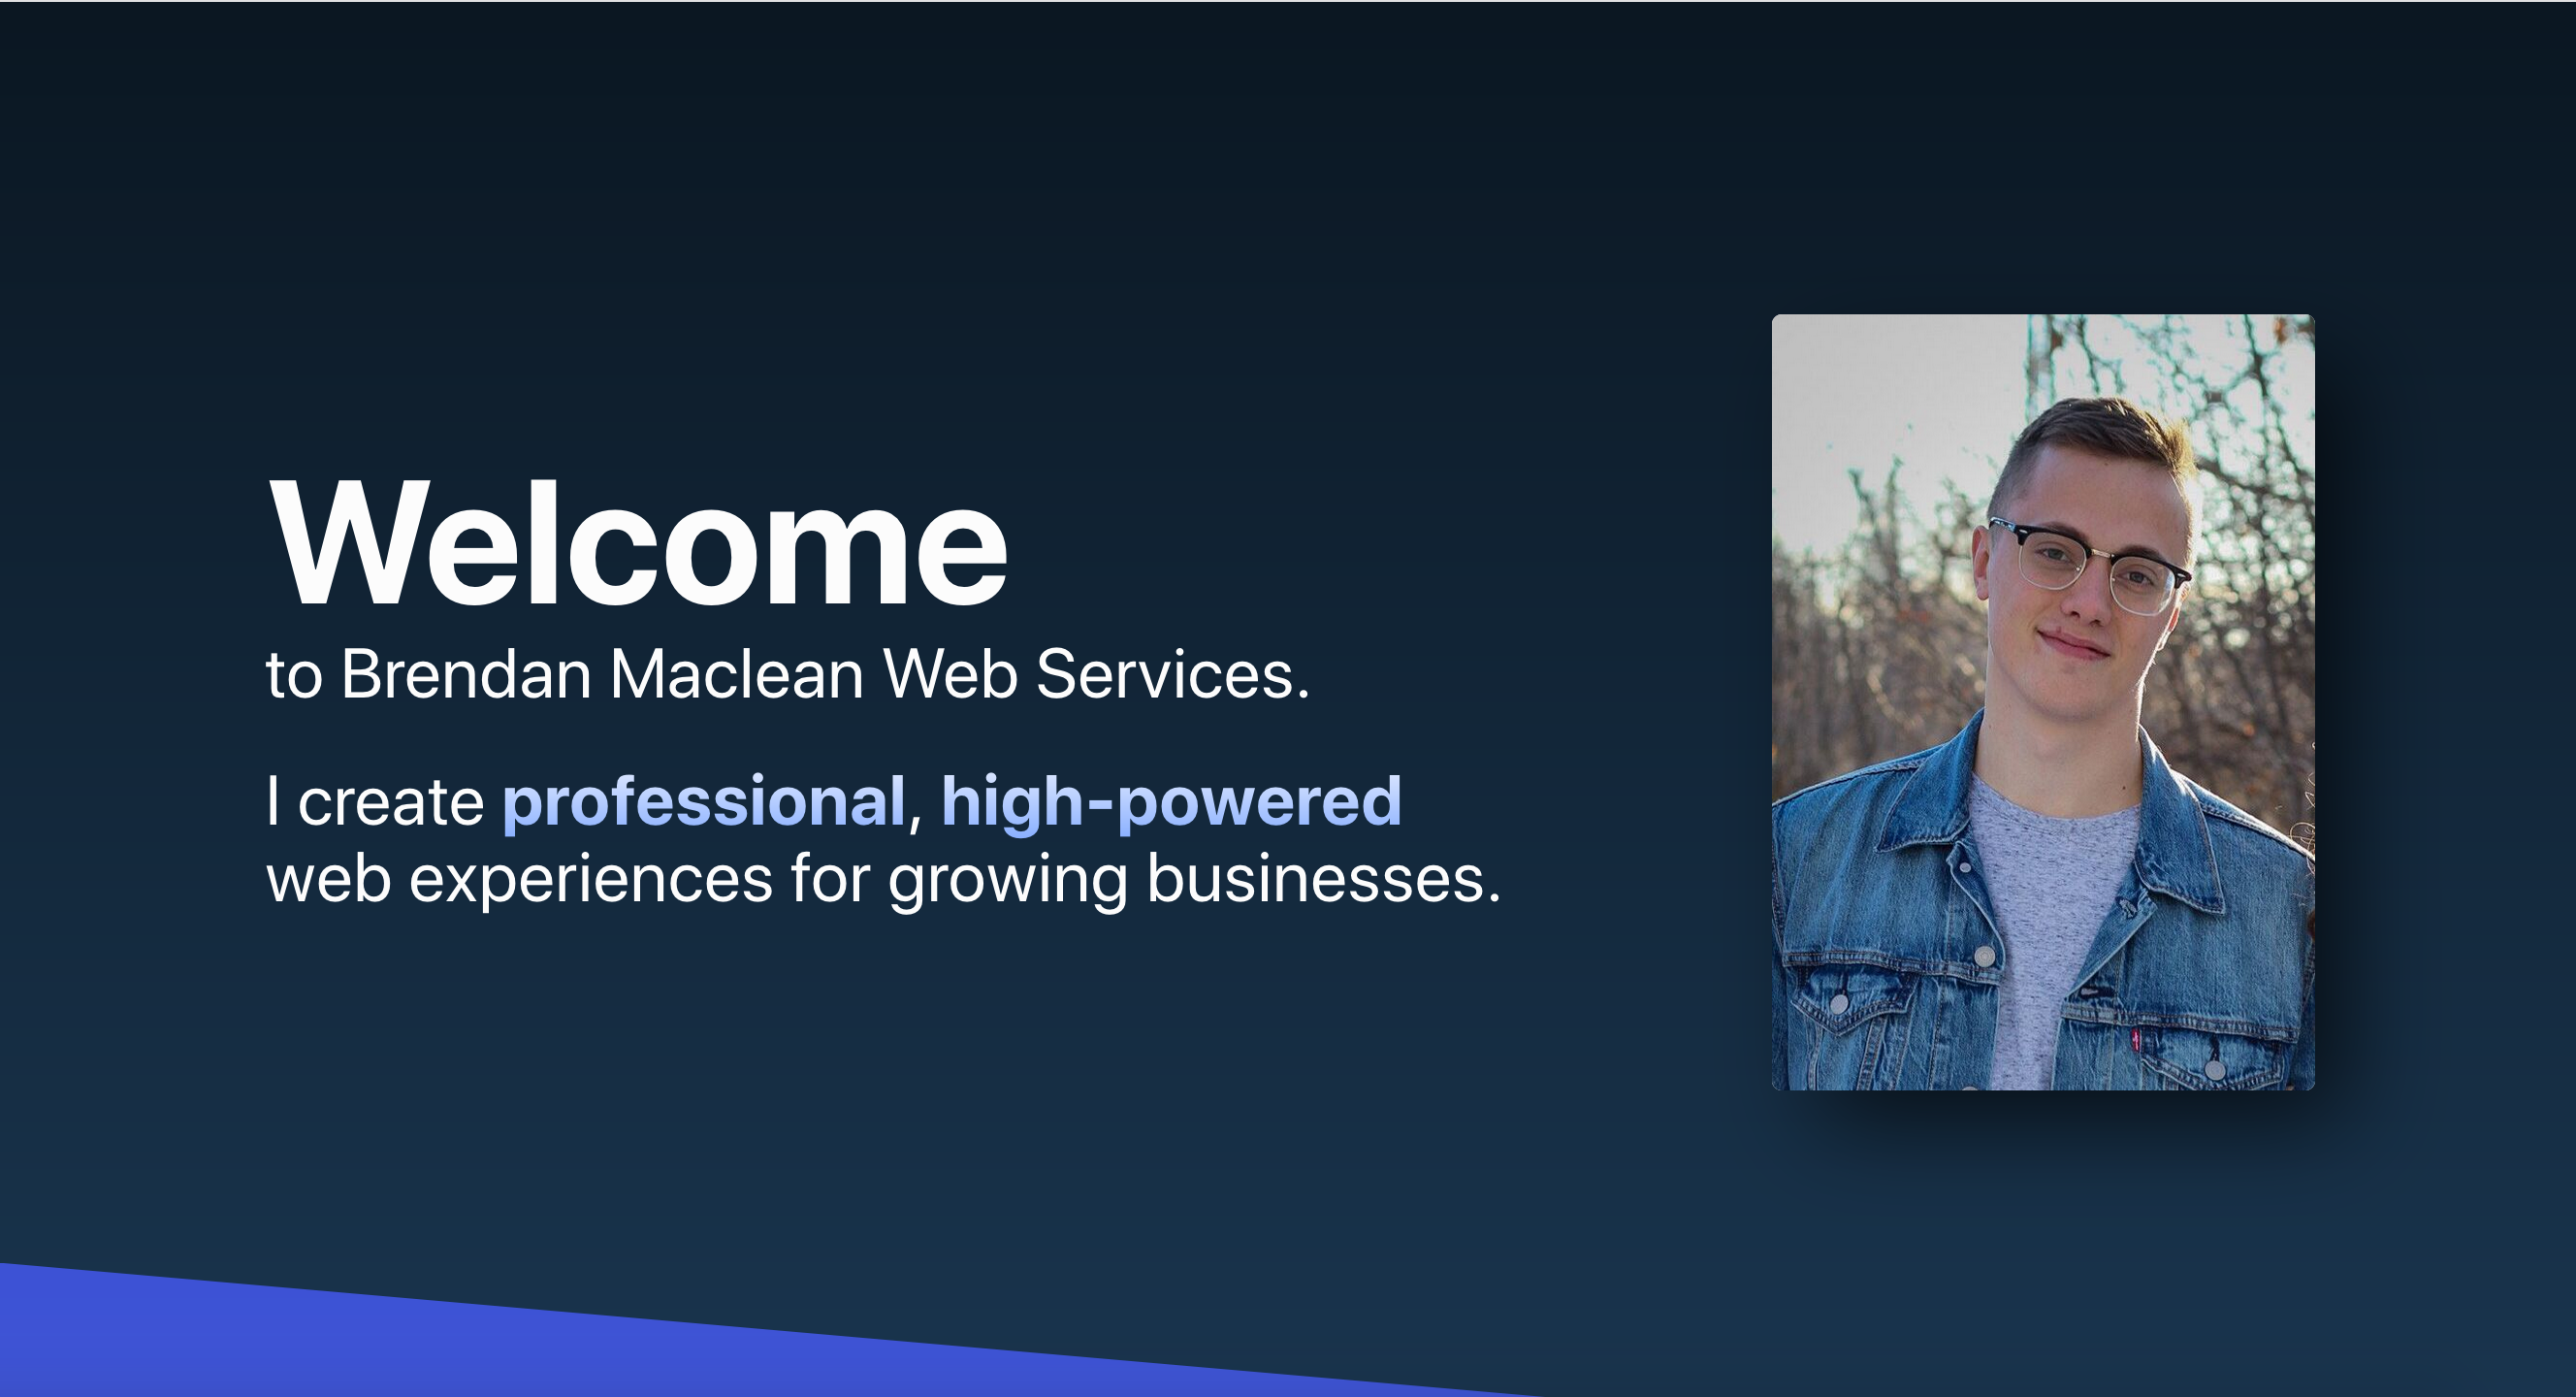 Welcome
to Brendan Maclean Web Services.
I create professional, high-powered
web experiences for growing businesses.